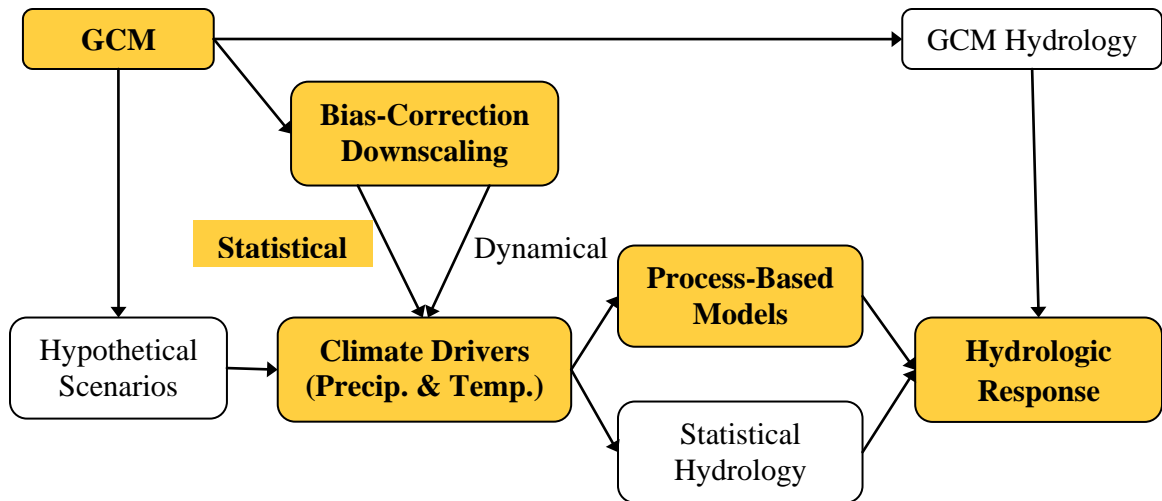 GCM
GCM Hydrology
Bias-Correction
Downscaling
Statistical
Dynamical
Process-Based
Models
Hypothetical
Scenarios
Climate Drivers
(Precip. & Temp.)
Hydrologic
Response
Statistical
Hydrology